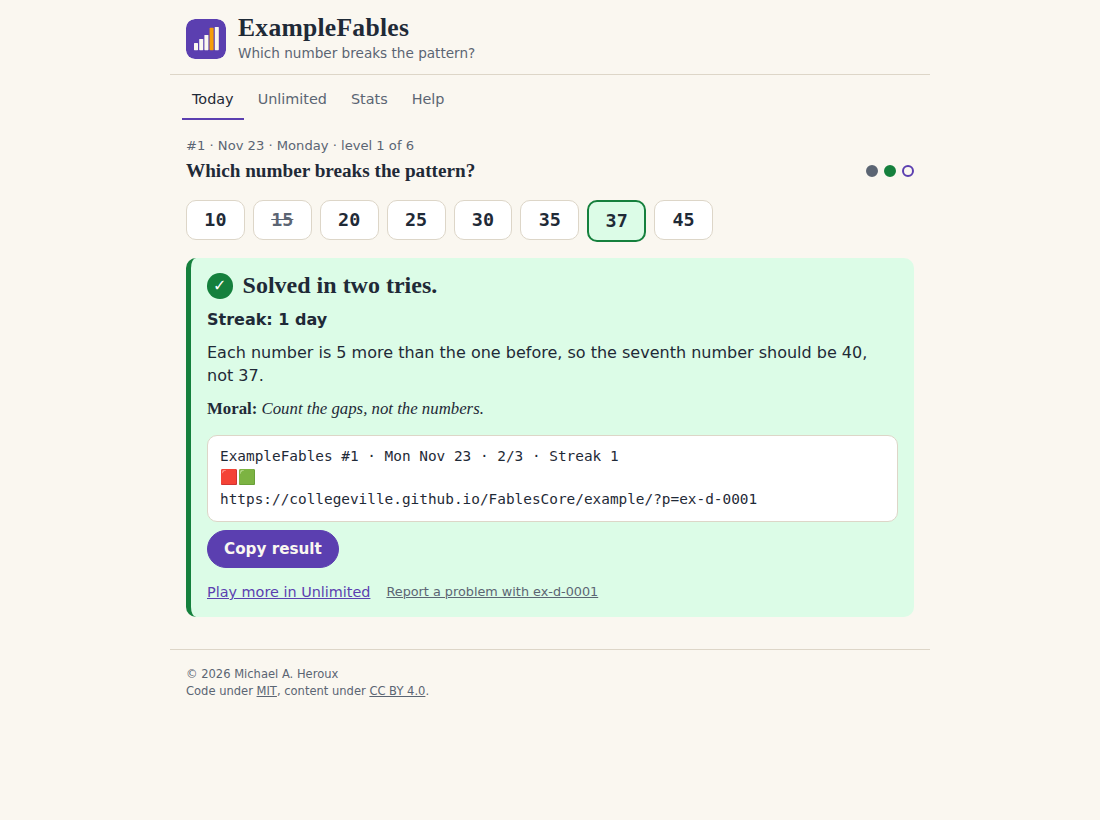 ExampleFables
Which number breaks the pattern?
Today Unlimited Stats Help
#1 · Nov 23 · Monday · level 1 of 6
Which number breaks the pattern?
10 15 20 25 30 35 37 45
✓ Solved in two tries.
Streak: 1 day
Each number is 5 more than the one before, so the seventh number should be 40,
not 37.
Moral: Count the gaps, not the numbers.
ExampleFables #1 · Mon Nov 23 · 2/3 · Streak 1
🟥🟩
https://collegeville.github.io/FablesCore/example/?p=ex-d-0001
Copy result
Play more in Unlimited Report a problem with ex-d-0001
© 2026 Michael A. Heroux
Code under MIT, content under CC BY 4.0.